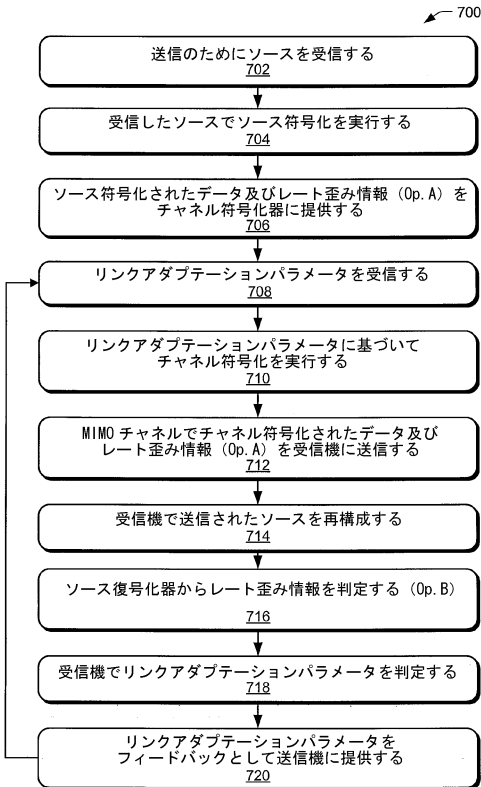 700
送信のためにソースを受信する
702
受信したソースでソース符号化を実行する
704
ソース符号化されたデータ及びレート歪み情報（Op.A）を
チャネル符号化器に提供する
706
リンクアダプテーションパラメータを受信する
708
リンクアダプテーションパラメータに基づいて
チャネル符号化を実行する
710
MIMOチャネルでチャネル符号化されたデータ及び
レート歪み情報（Op.A）を受信機に送信する
712
受信機で送信されたソースを再構成する
714
ソース復号化器からレート歪み情報を判定する（Op.B）
716
受信機でリンクアダプテーションパラメータを判定する
718
リンクアダプテーションパラメータを
フィードバックとして送信機に提供する
720